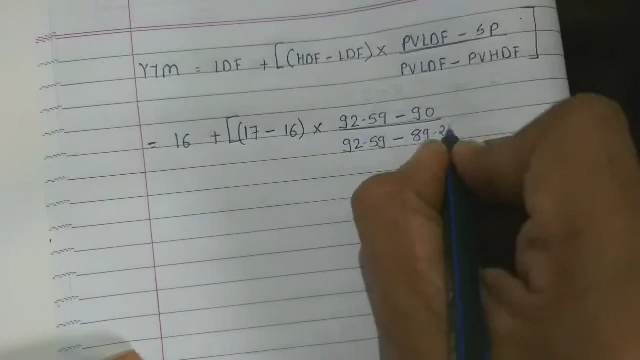 YTM = LDF + [(HDF - LDF) × PVLDF - SP
PVLDF - PVHDF]
= 16 + [(17 - 16) × 92.59 - 90
92.59 - 89.2